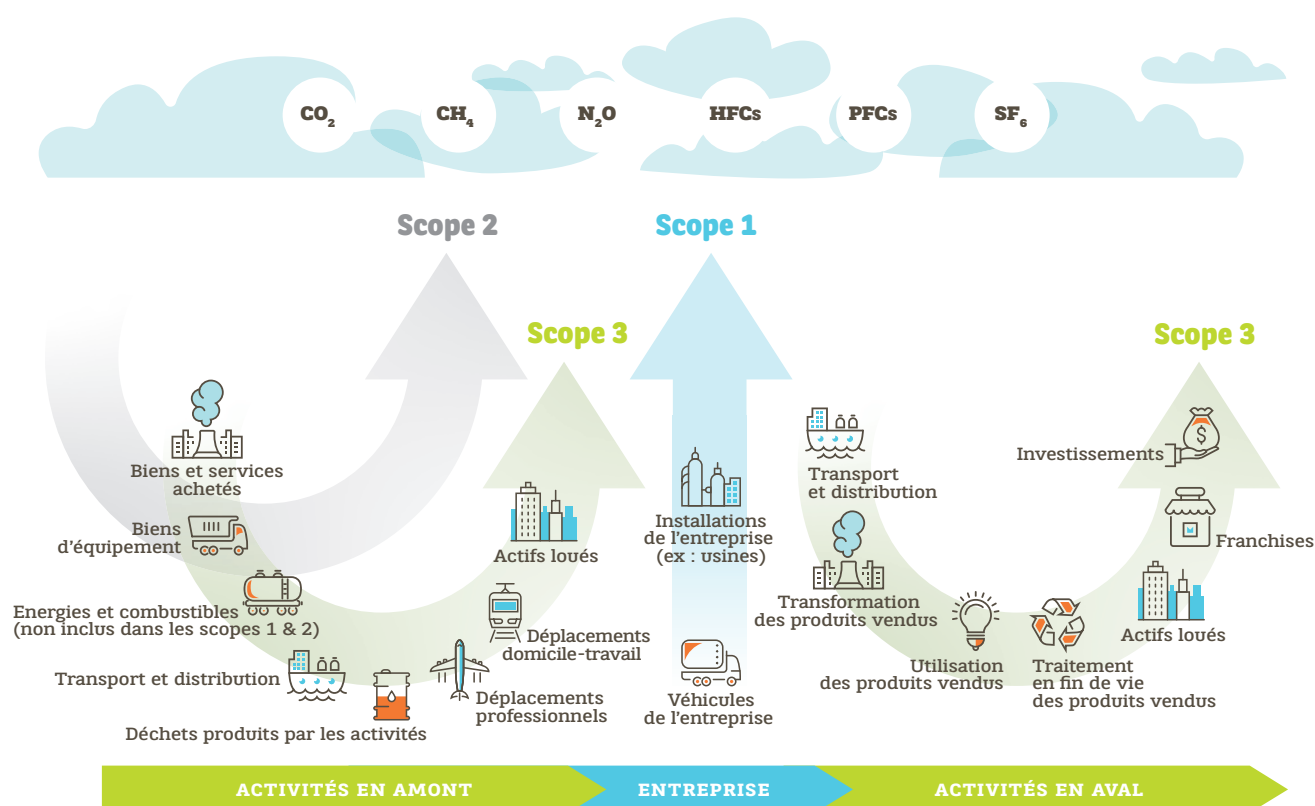 CO₂
CH₄
N₂O
HFCs
PFCs
SF₆
Scope 2
Scope 1
Scope 3
Scope 3
Biens et services
achetés
Biens
d'équipement
Energies et combustibles
(non inclus dans les scopes 1 & 2)
Transport et distribution
Déchets produits par les activités
Déplacements
professionnels
Déplacements
domicile-travail
Actifs loués
Installations
de l'entreprise
(ex : usines)
Véhicules
de l'entreprise
Transport
et distribution
Transformation
des produits vendus
Utilisation
des produits vendus
Traitement
en fin de vie
des produits vendus
Actifs loués
Franchises
Investissements
$
M
ACTIVITÉS EN AMONT
ENTREPRISE
ACTIVITÉS EN AVAL